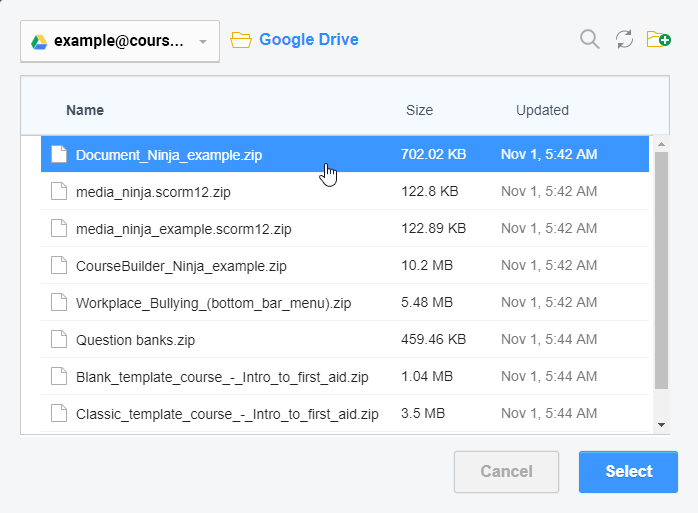 example@cours...
Google Drive
Name Size Updated
Document_Ninja_example.zip 702.02 KB Nov 1, 5:42 AM
media_ninja.scorm12.zip 122.8 KB Nov 1, 5:42 AM
media_ninja_example.scorm12.zip 122.89 KB Nov 1, 5:42 AM
CourseBuilder_Ninja_example.zip 10.2 MB Nov 1, 5:42 AM
Workplace_Bullying_(bottom_bar_menu).zip 5.48 MB Nov 1, 5:42 AM
Question banks.zip 459.46 KB Nov 1, 5:44 AM
Blank_template_course_-_Intro_to_first_aid.zip 1.04 MB Nov 1, 5:44 AM
Classic_template_course_-_Intro_to_first_aid.zip 3.5 MB Nov 1, 5:44 AM
Cancel Select